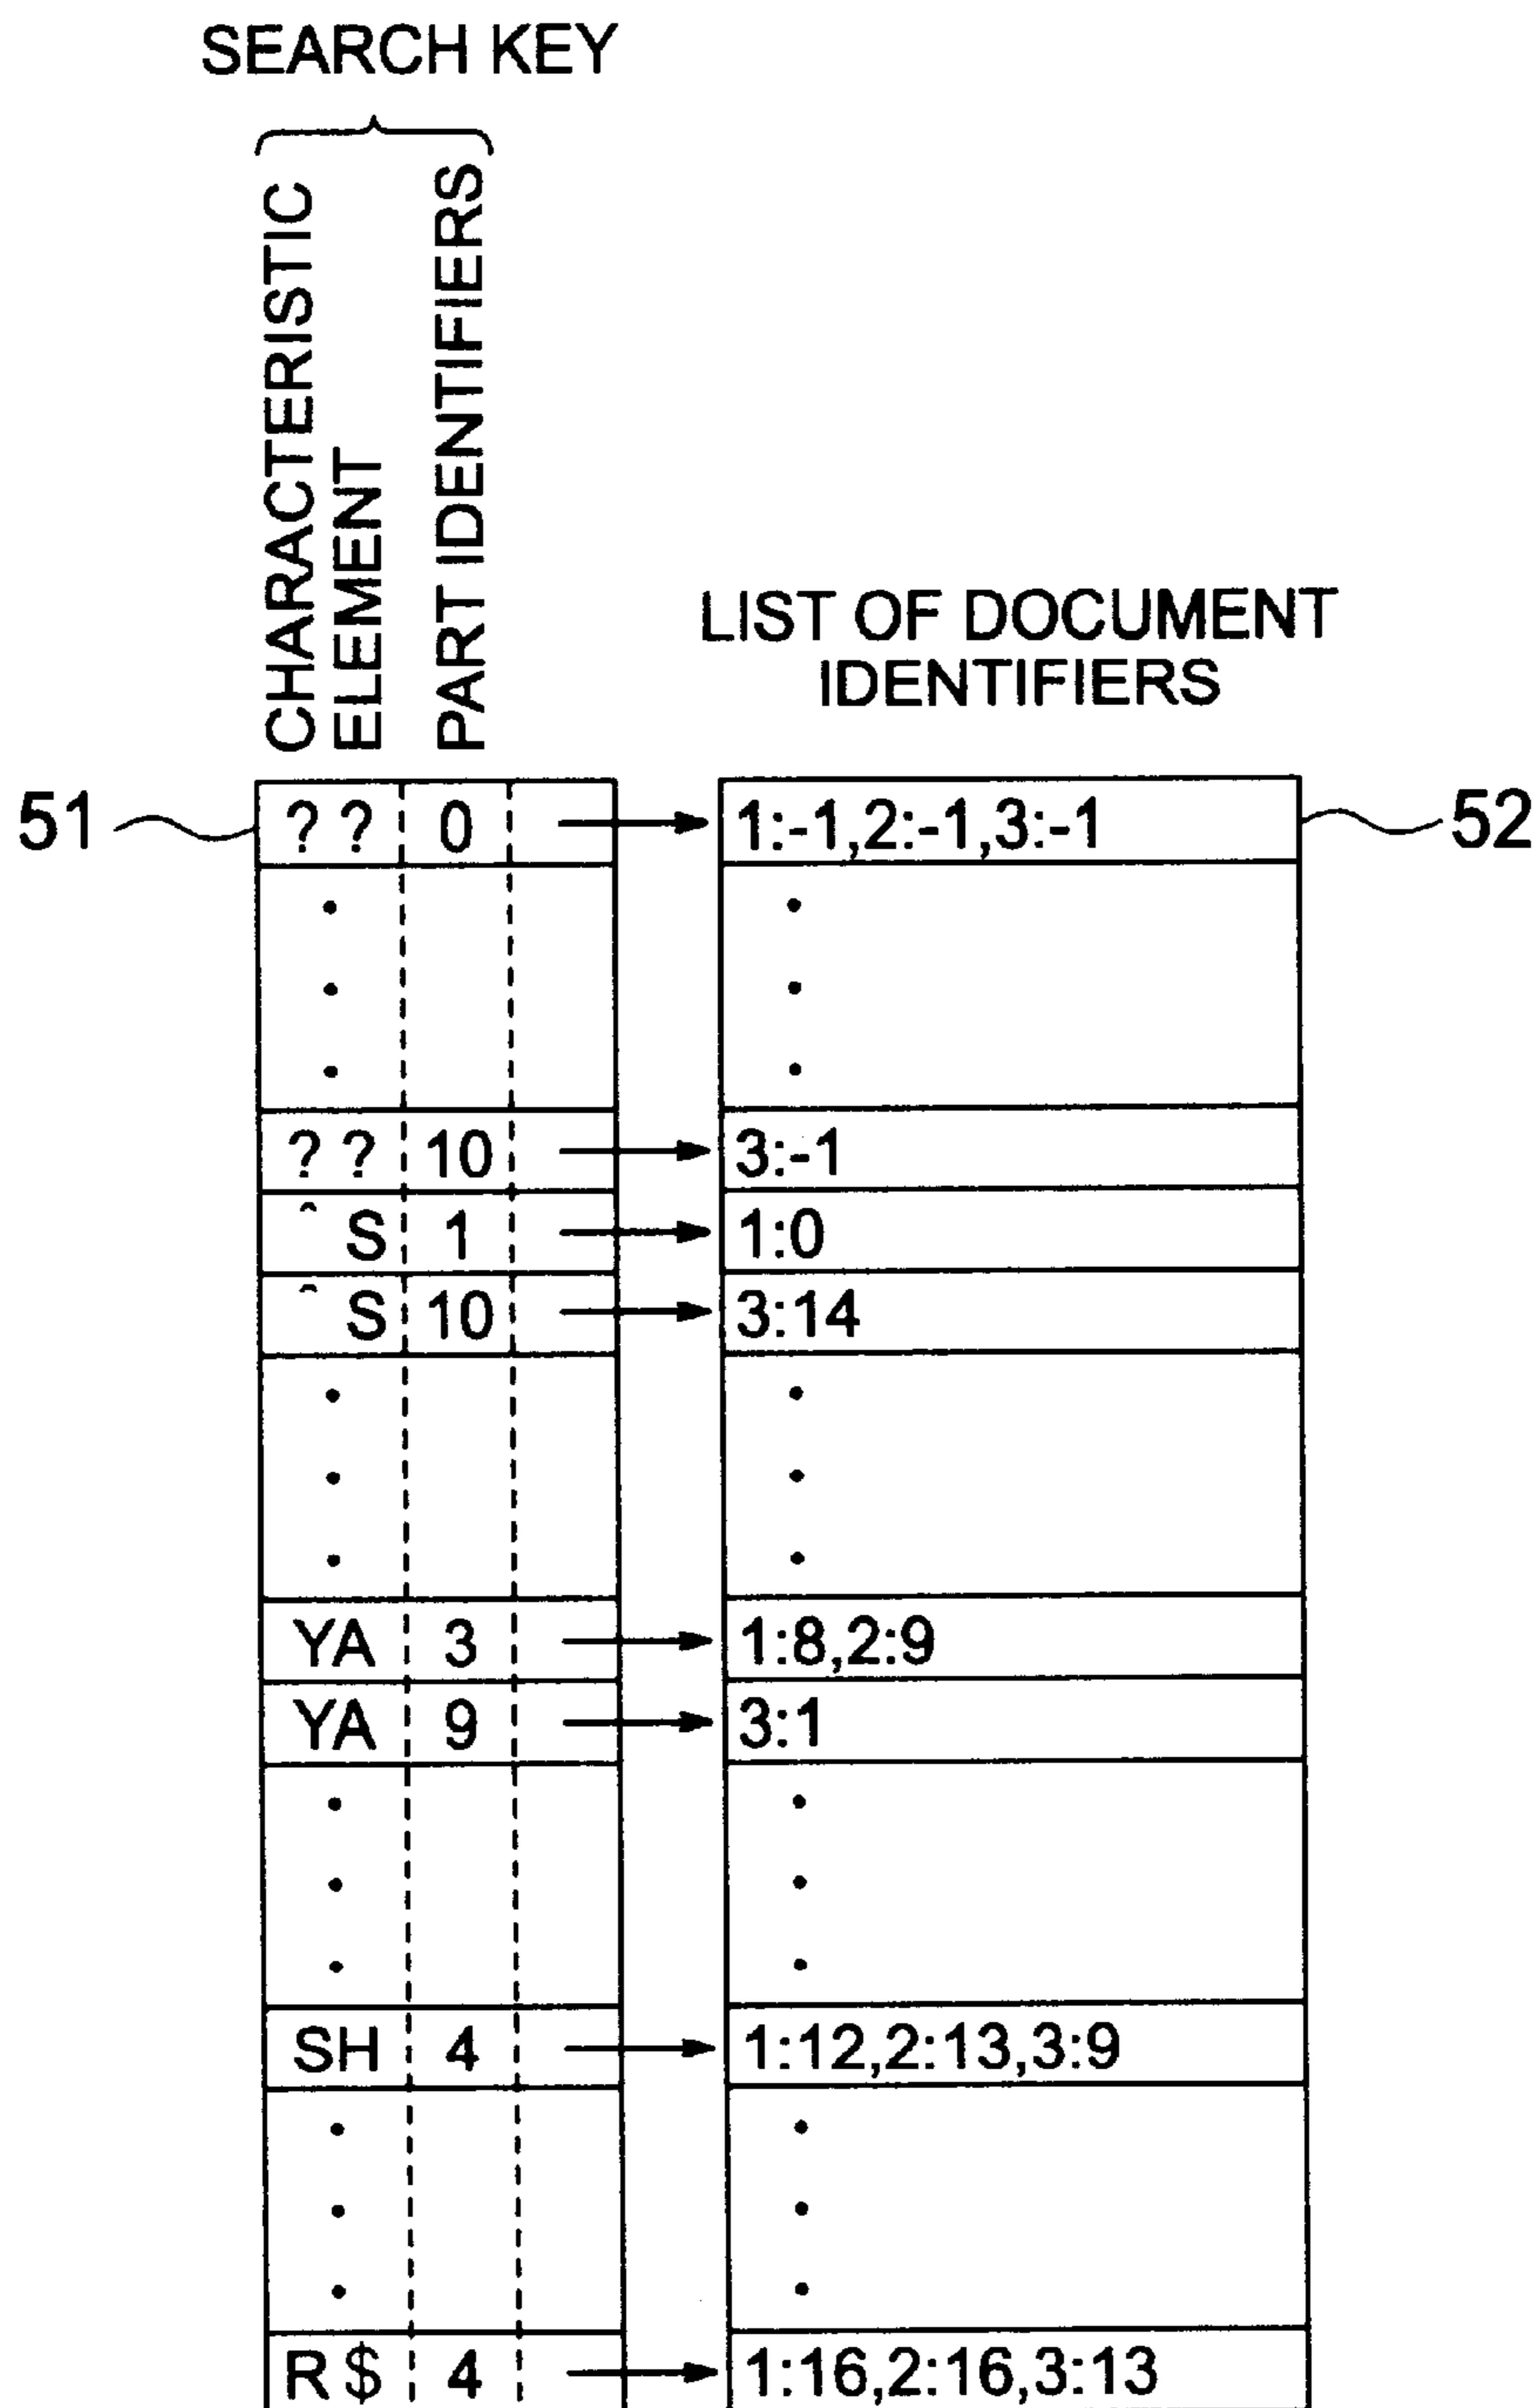 SEARCH KEY
CHARACTERISTIC
ELEMENT
PART IDENTIFIERS
LIST OF DOCUMENT
IDENTIFIERS
51
52
? ? 0 1:-1,2:-1,3:-1
? ? 10 3:-1
^ S 1 1:0
^ S 10 3:14
YA 3 1:8,2:9
YA 9 3:1
SH 4 1:12,2:13,3:9
R $ 4 1:16,2:16,3:13